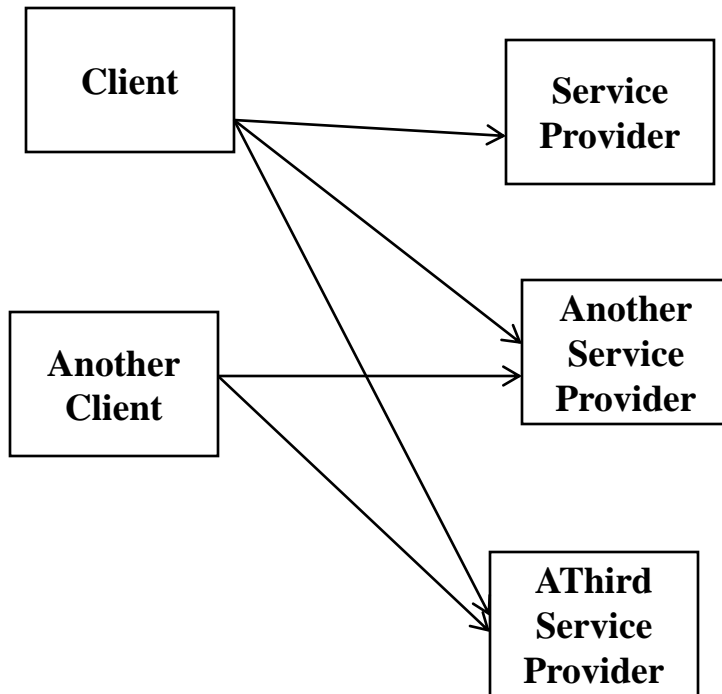 Client
Service
Provider
Another
Service
Provider
Another
Client
AThird
Service
Provider